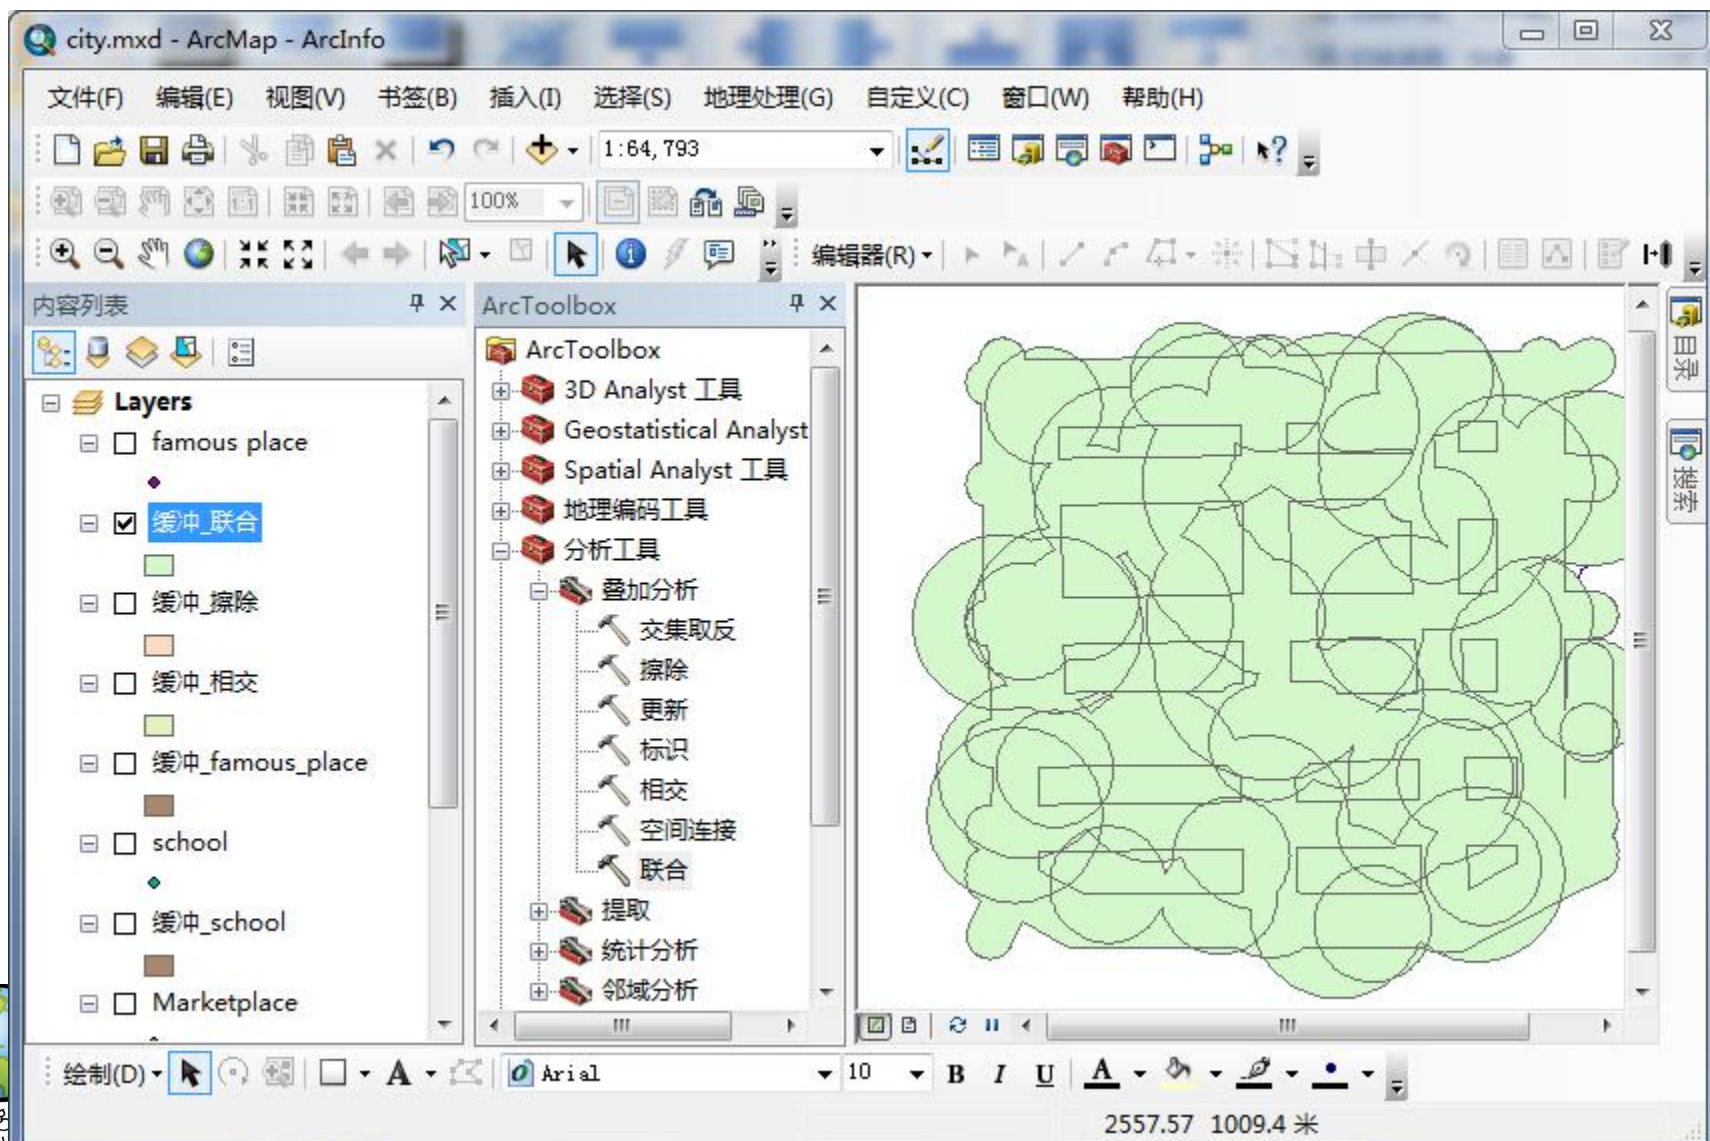 city.mxd - ArcMap - ArcInfo
文件(F) 编辑(E) 视图(V) 书签(B) 插入(I) 选择(S) 地理处理(G) 自定义(C) 窗口(W) 帮助(H)
1:64,793
100%
编辑器(R)
内容列表
ArcToolbox
目录
搜索
Layers
famous place
缓冲_联合
缓冲_擦除
缓冲_相交
缓冲_famous_place
school
缓冲_school
Marketplace
ArcToolbox
3D Analyst 工具
Geostatistical Analyst
Spatial Analyst 工具
地理编码工具
分析工具
叠加分析
交集取反
擦除
更新
标识
相交
空间连接
联合
提取
统计分析
邻域分析
绘制(D) A Arial 10 B I U A
2557.57 1009.4 米